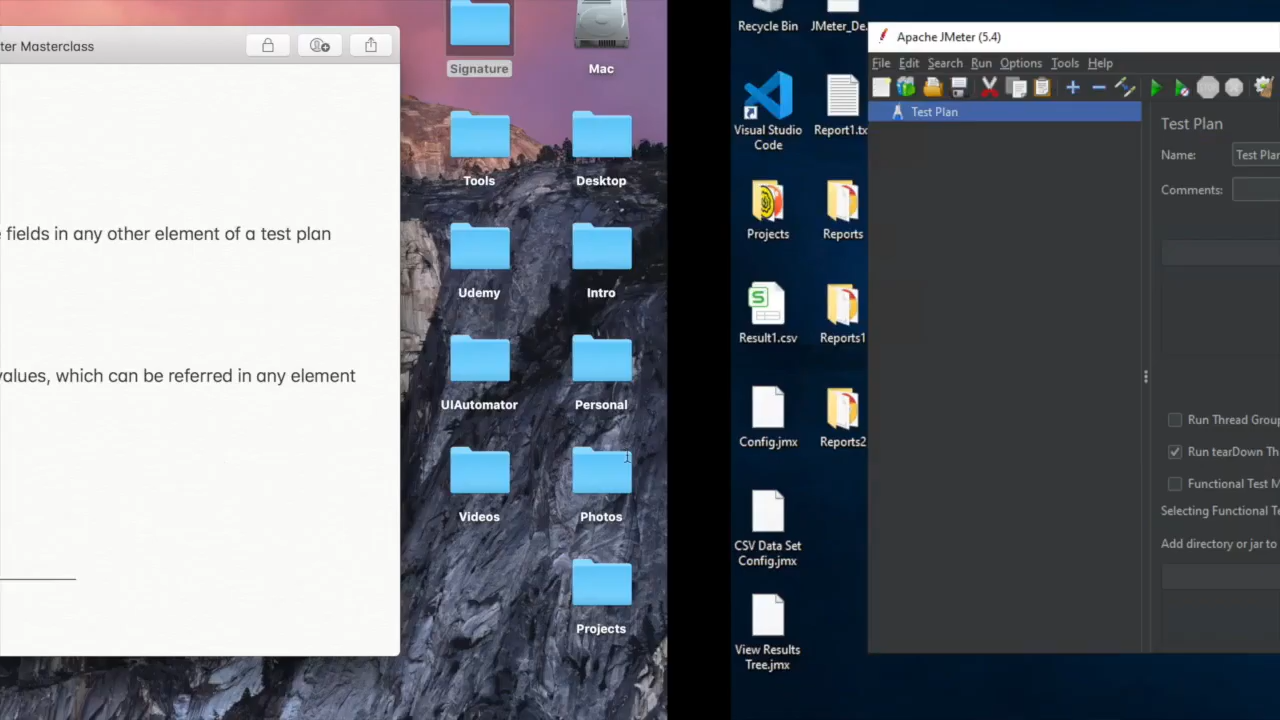 ter Masterclass
fields in any other element of a test plan
values, which can be referred in any element
Signature
Mac
Tools
Desktop
Udemy
Intro
UIAutomator
Personal
Videos
Photos
Projects
Recycle Bin
JMeter_De...
Visual Studio
Code
Report1.tx
Projects
Reports
Result1.csv
Reports1
Config.jmx
Reports2
CSV Data Set
Config.jmx
View Results
Tree.jmx
Apache JMeter (5.4)
File Edit Search Run Options Tools Help
Test Plan
Test Plan
Name: Test Plan
Comments:
Run Thread Group
Run tearDown Th
Functional Test M
Selecting Functional Te
Add directory or jar to